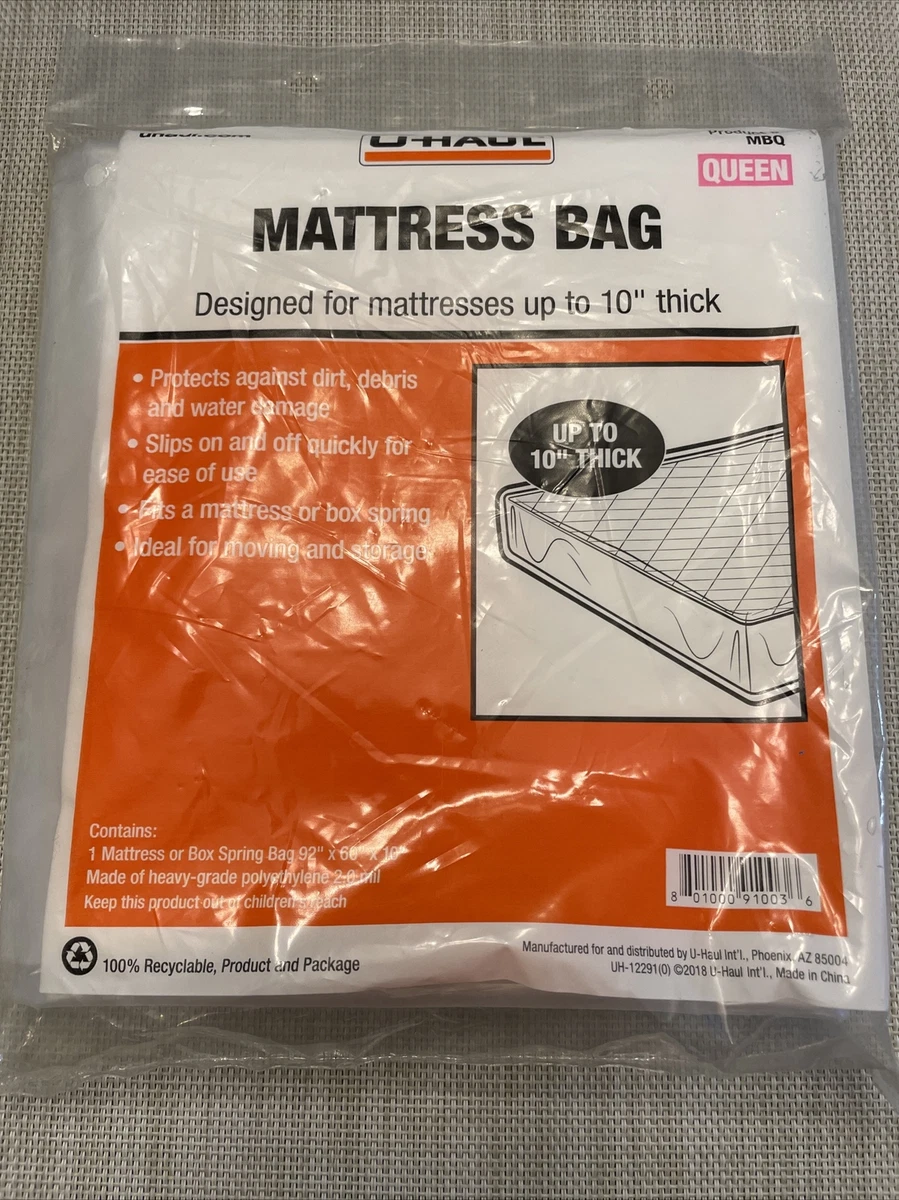 uhaul.com
U-HAUL
Product #
MBQ
QUEEN
MATTRESS BAG
Designed for mattresses up to 10" thick
• Protects against dirt, debris
and water damage
• Slips on and off quickly for
ease of use
• Fits a mattress or box spring
• Ideal for moving and storage
UP TO
10" THICK
Contains:
1 Mattress or Box Spring Bag 92" x 60" x 10"
Made of heavy-grade polyethylene 2.0 mil
Keep this product out of children's reach
8 01000 91003 6
100% Recyclable, Product and Package
Manufactured for and distributed by U-Haul Int'l., Phoenix, AZ 85004
UH-12291(0) ©2018 U-Haul Int'l., Made in China